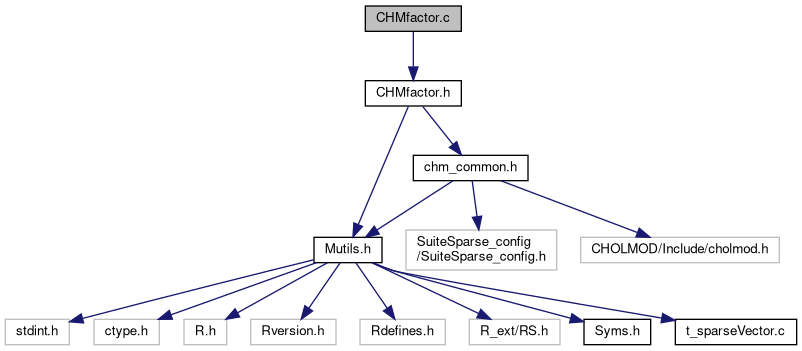 CHMfactor.c
CHMfactor.h
chm_common.h
Mutils.h
SuiteSparse_config
/SuiteSparse_config.h
CHOLMOD/Include/cholmod.h
stdint.h
ctype.h
R.h
Rversion.h
Rdefines.h
R_ext/RS.h
Syms.h
t_sparseVector.c